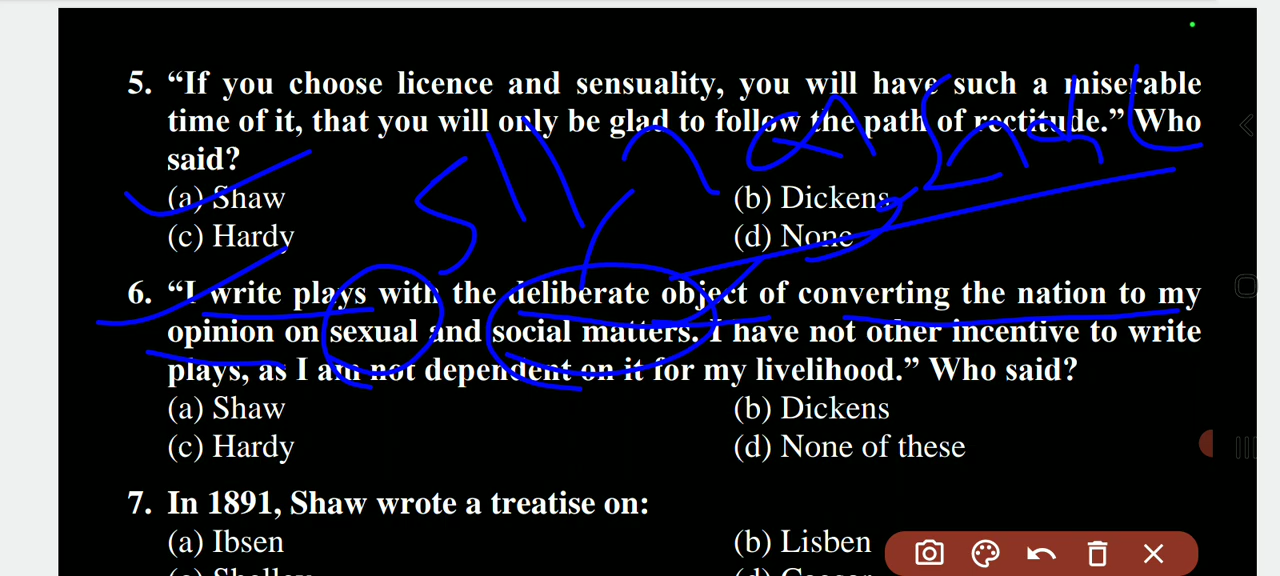 5. “If you choose licence and sensuality, you will have such a miserable
time of it, that you will only be glad to follow the path of rectitude.” Who
said?
(a) Shaw (b) Dickens
(c) Hardy (d) None
6. “I write plays with the deliberate object of converting the nation to my
opinion on sexual and social matters. I have not other incentive to write
plays, as I am not dependent on it for my livelihood.” Who said?
(a) Shaw (b) Dickens
(c) Hardy (d) None of these
7. In 1891, Shaw wrote a treatise on:
(a) Ibsen (b) Lisben